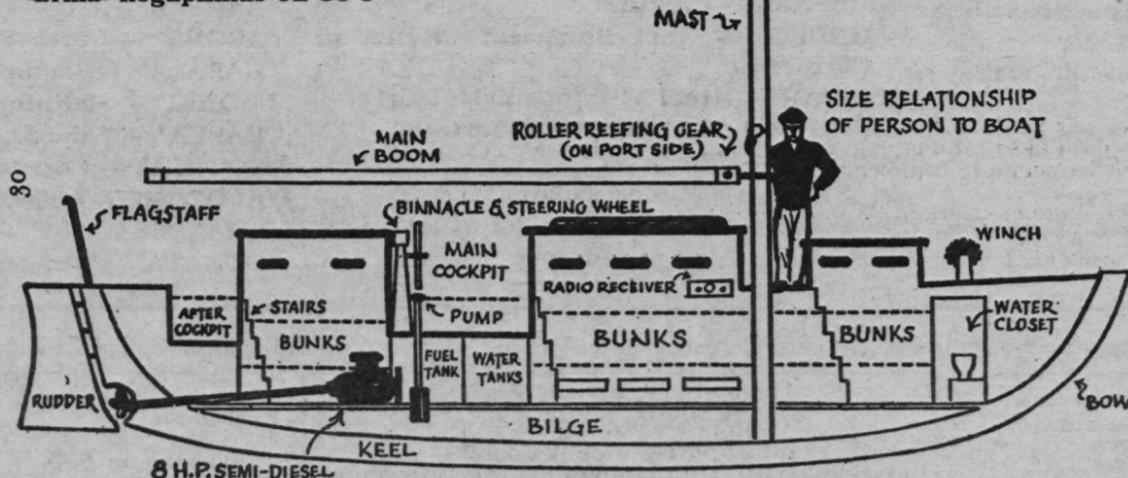 MAST
SIZE RELATIONSHIP
OF PERSON TO BOAT
ROLLER REEFING GEAR
(ON PORT SIDE)
MAIN
BOOM
30
FLAGSTAFF
BINNACLE & STEERING WHEEL
MAIN
COCKPIT
WINCH
RADIO RECEIVER
STAIRS
AFTER
COCKPIT
PUMP
WATER
CLOSET
BUNKS
BUNKS
BUNKS
FUEL
TANK
WATER
TANKS
RUDDER
BOW
BILGE
KEEL
8 H.P. SEMI-DIESEL